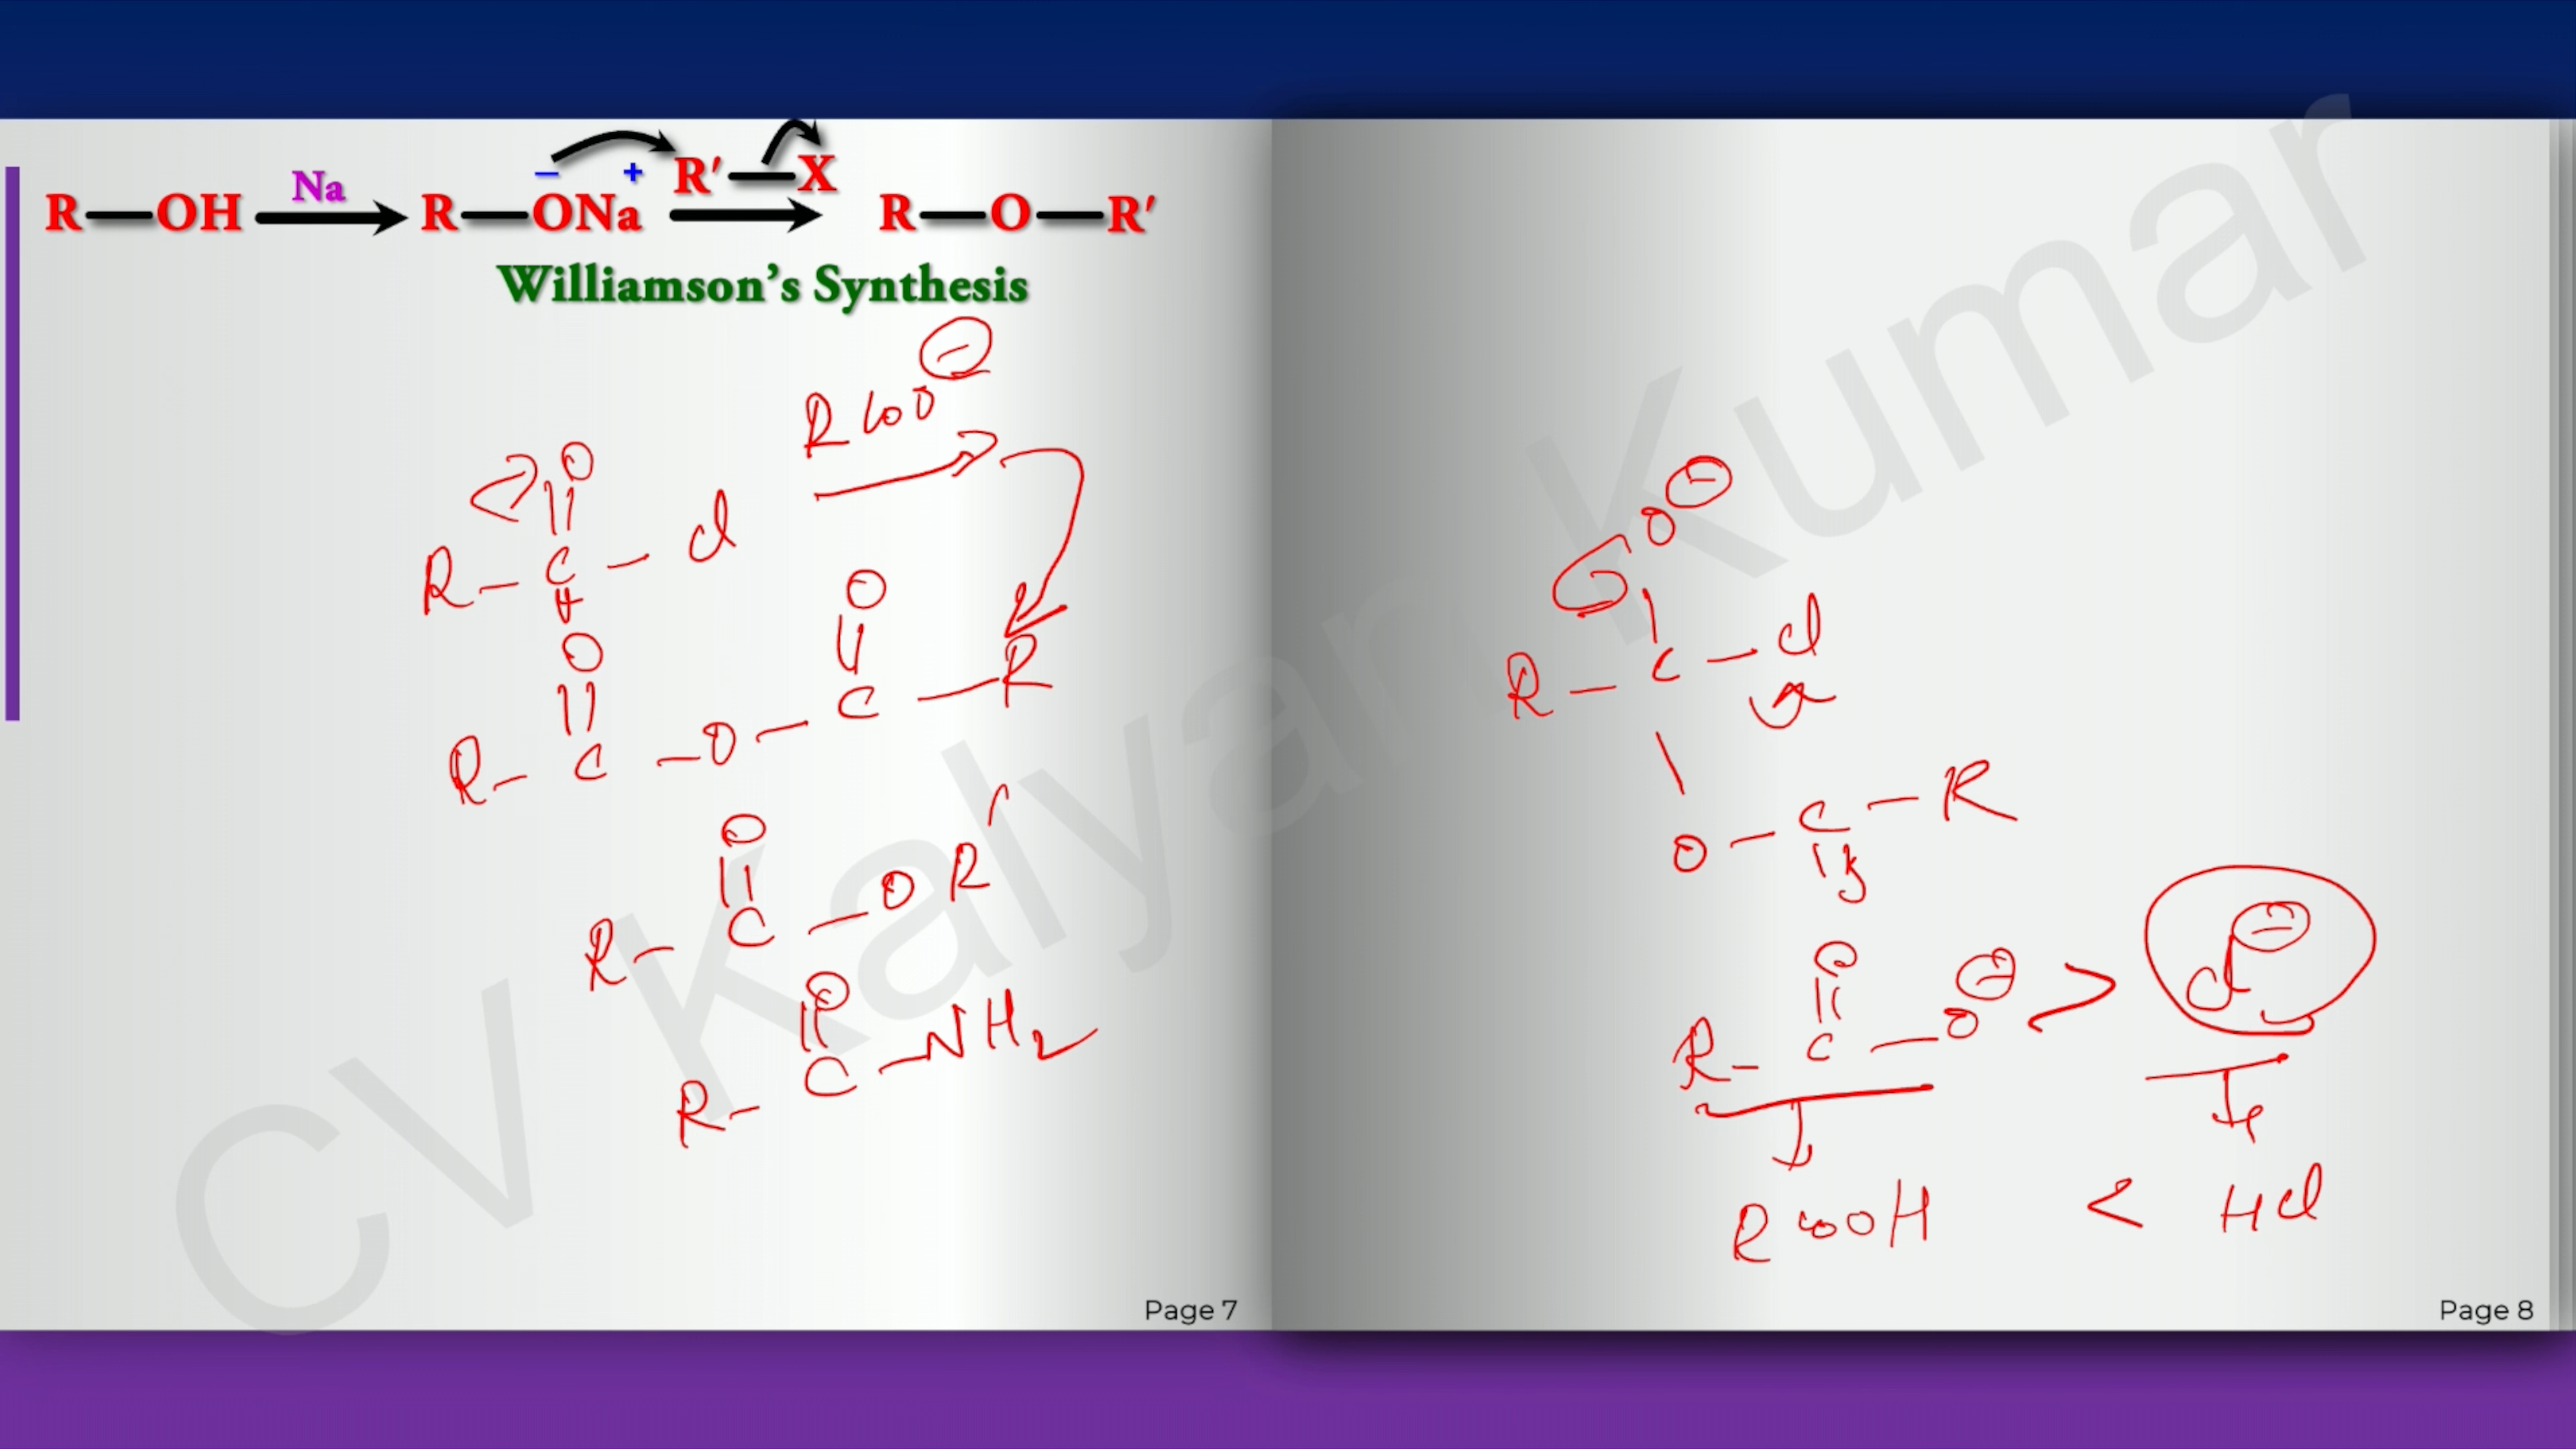 R—OH Na R—ONa − + R′—X R—O—R′
Williamson’s Synthesis
RCOO ⊖
O
R – C – Cl
O O
R – C – O – C – R
O
R – C – OR′
O
R – C – NH2
Page 7
O ⊖
R – C – Cl
O – C – R
O
O
R – C – O ⊖ > Cl ⊖
RCOOH < HCl
Page 8
CV Kalyan Kumar